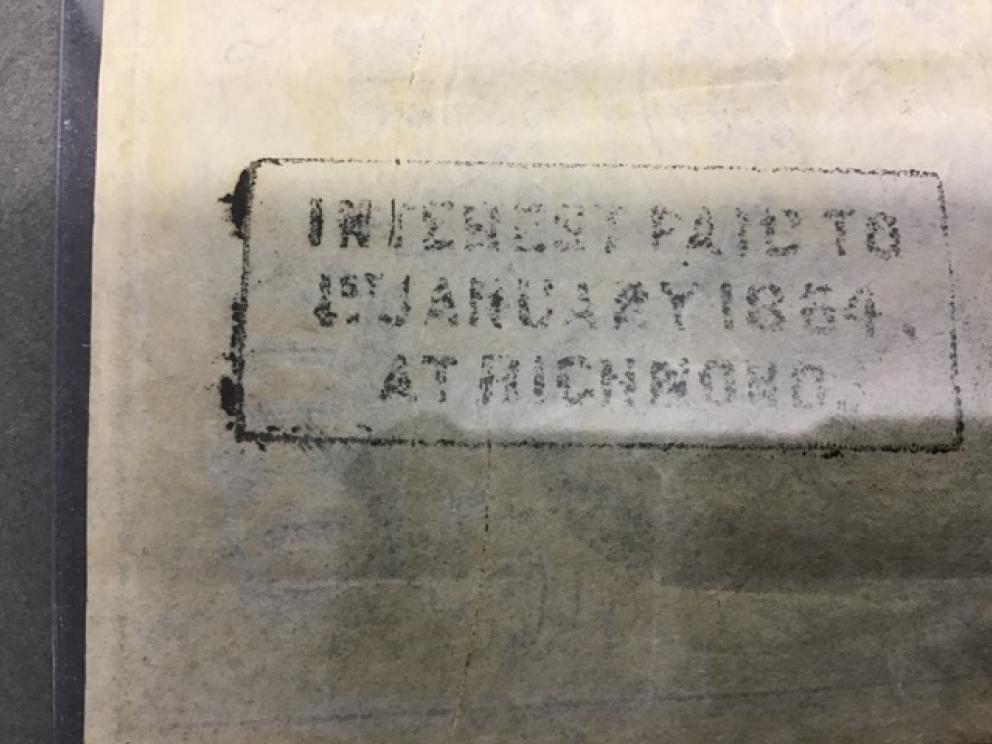 INTEREST PAID TO
1ST JANUARY 1864,
AT RICHMOND.